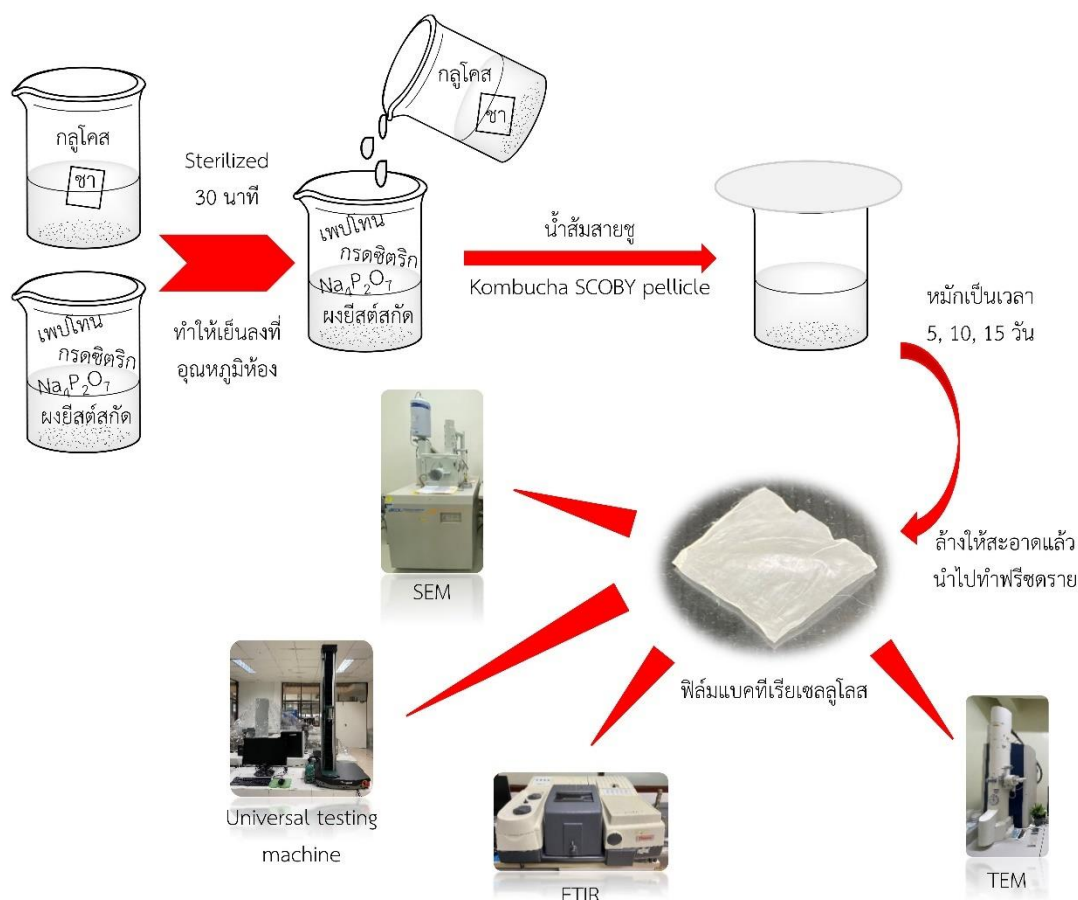 กลูโคส
ชา
เพปโทน
กรดซิตริก
Na₄P₂O₇
ผงยีสต์สกัด
Sterilized
30 นาที
ทำให้เย็นลงที่
อุณหภูมิห้อง
กลูโคส
ชา
เพปโทน
กรดซิตริก
Na₄P₂O₇
ผงยีสต์สกัด
น้ำส้มสายชู
Kombucha SCOBY pellicle
หมักเป็นเวลา
5, 10, 15 วัน
ล้างให้สะอาดแล้ว
นำไปทำฟรีซดราย
ฟิล์มแบคทีเรียเซลลูโลส
SEM
Universal testing
machine
FTIR
TEM